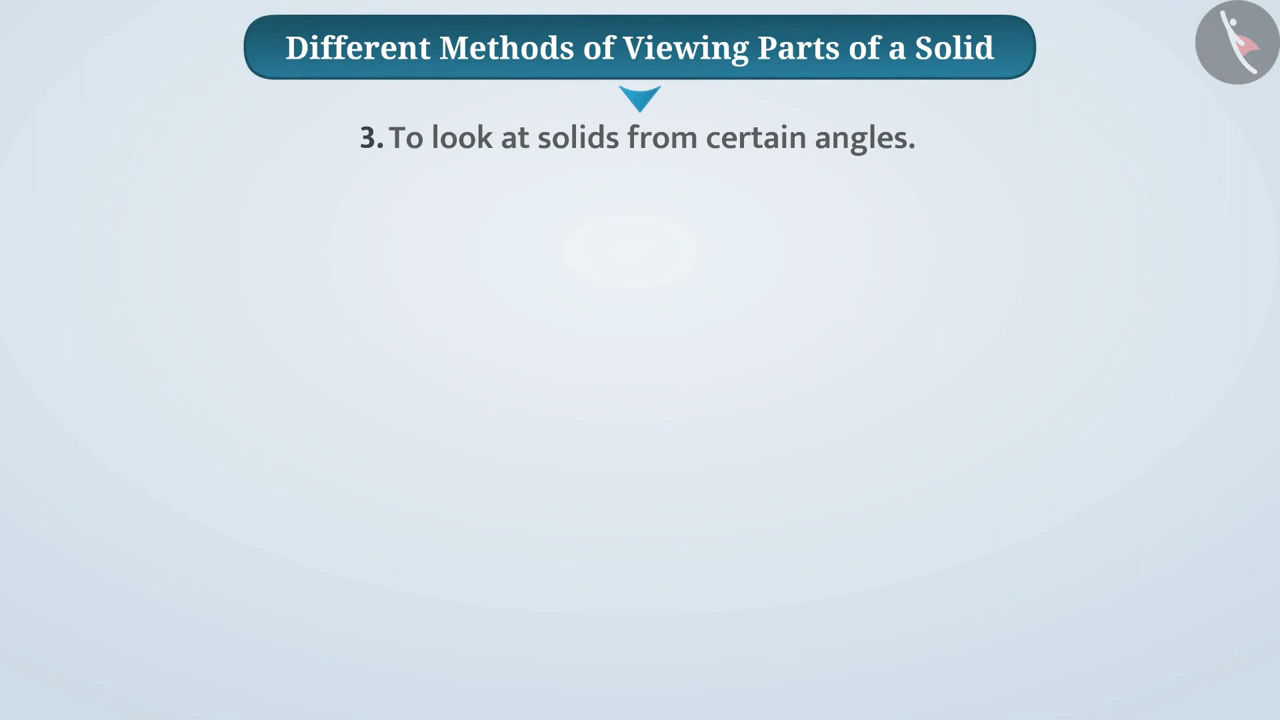 Different Methods of Viewing Parts of a Solid
3. To look at solids from certain angles.